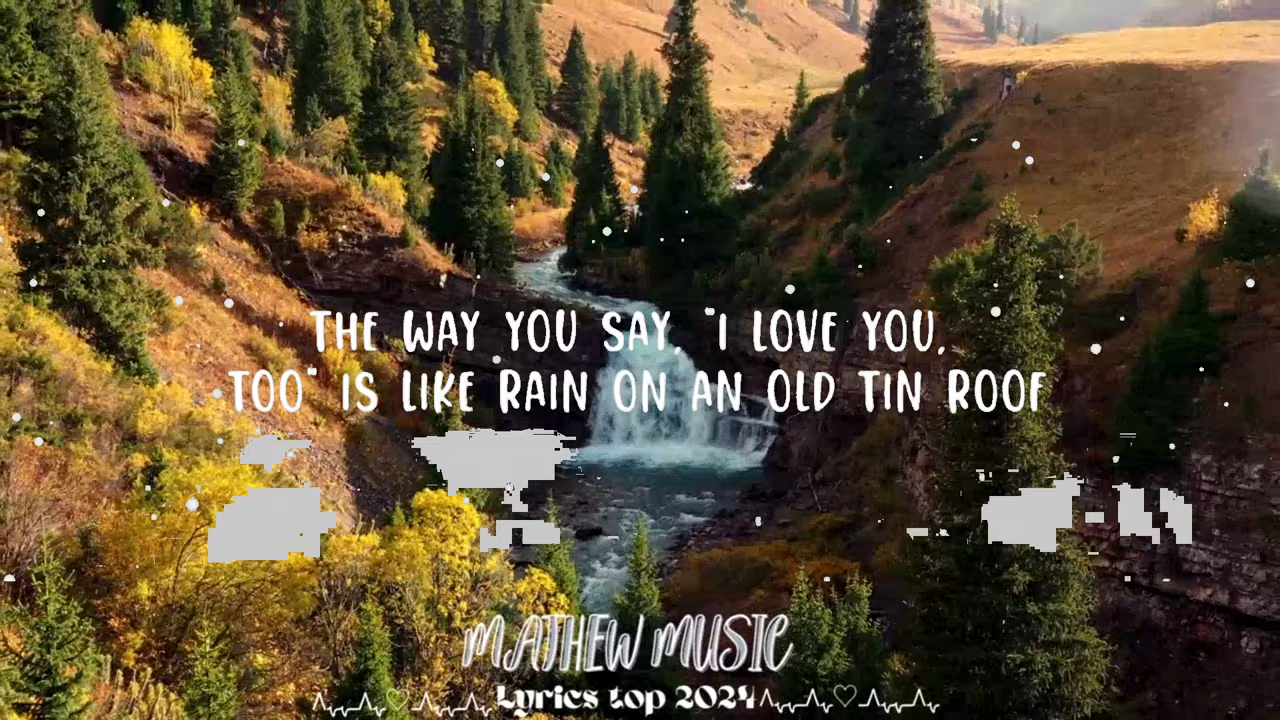 THE WAY YOU SAY, "I LOVE YOU,
TOO" IS LIKE RAIN ON AN OLD TIN ROOF
MATHEW MUSIC
Lyrics top 2024